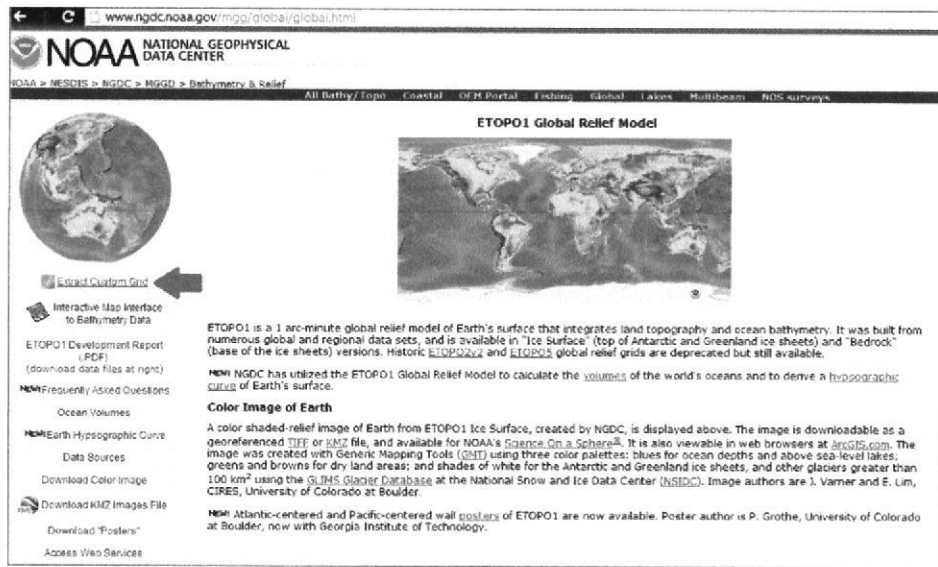 www.ngdc.noaa.gov/mgg/global/global.html
NOAA NATIONAL GEOPHYSICAL
DATA CENTER
NOAA > NESDIS > NGDC > MGGD > Bathymetry & Relief
All Bathy/Topo Coastal DEM Portal Fishing Global Lakes Multibeam NOS surveys
ETOPO1 Global Relief Model
Extract Custom Grid
Interactive Map Interface
to Bathymetry Data
ETOPO1 Development Report
(.PDF)
(download data files at right)
NEW! Frequently Asked Questions
Ocean Volumes
NEW! Earth Hypsographic Curve
Data Sources
Download Color Image
Download KMZ Images File
Download "Posters"
Access Web Services
ETOPO1 is a 1 arc-minute global relief model of Earth's surface that integrates land topography and ocean bathymetry. It was built from
numerous global and regional data sets, and is available in "Ice Surface" (top of Antarctic and Greenland ice sheets) and "Bedrock"
(base of the ice sheets) versions. Historic ETOPO2v2 and ETOPO5 global relief grids are deprecated but still available.
NEW! NGDC has utilized the ETOPO1 Global Relief Model to calculate the volumes of the world's oceans and to derive a hypsographic
curve of Earth's surface.
Color Image of Earth
A color shaded-relief image of Earth from ETOPO1 Ice Surface, created by NGDC, is displayed above. The image is downloadable as a
georeferenced TIFF or KMZ file, and available for NOAA's Science On a Sphere®. It is also viewable in web browsers at ArcGIS.com. The
image was created with Generic Mapping Tools (GMT) using three color palettes: blues for ocean depths and above sea-level lakes;
greens and browns for dry land areas; and shades of white for the Antarctic and Greenland ice sheets, and other glaciers greater than
100 km² using the GLIMS Glacier Database at the National Snow and Ice Data Center (NSIDC). Image authors are J. Varner and E. Lim,
CIRES, University of Colorado at Boulder.
NEW! Atlantic-centered and Pacific-centered wall posters of ETOPO1 are now available. Poster author is P. Grothe, University of Colorado
at Boulder, now with Georgia Institute of Technology.